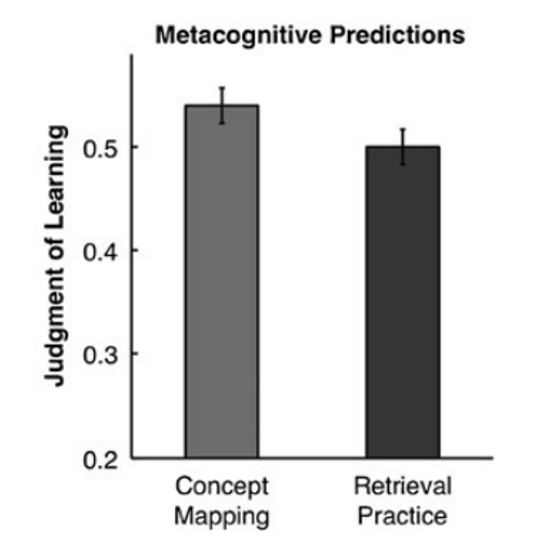 Metacognitive Predictions
Judgment of Learning
0.5
0.4
0.3
0.2
Concept
Mapping
Retrieval
Practice